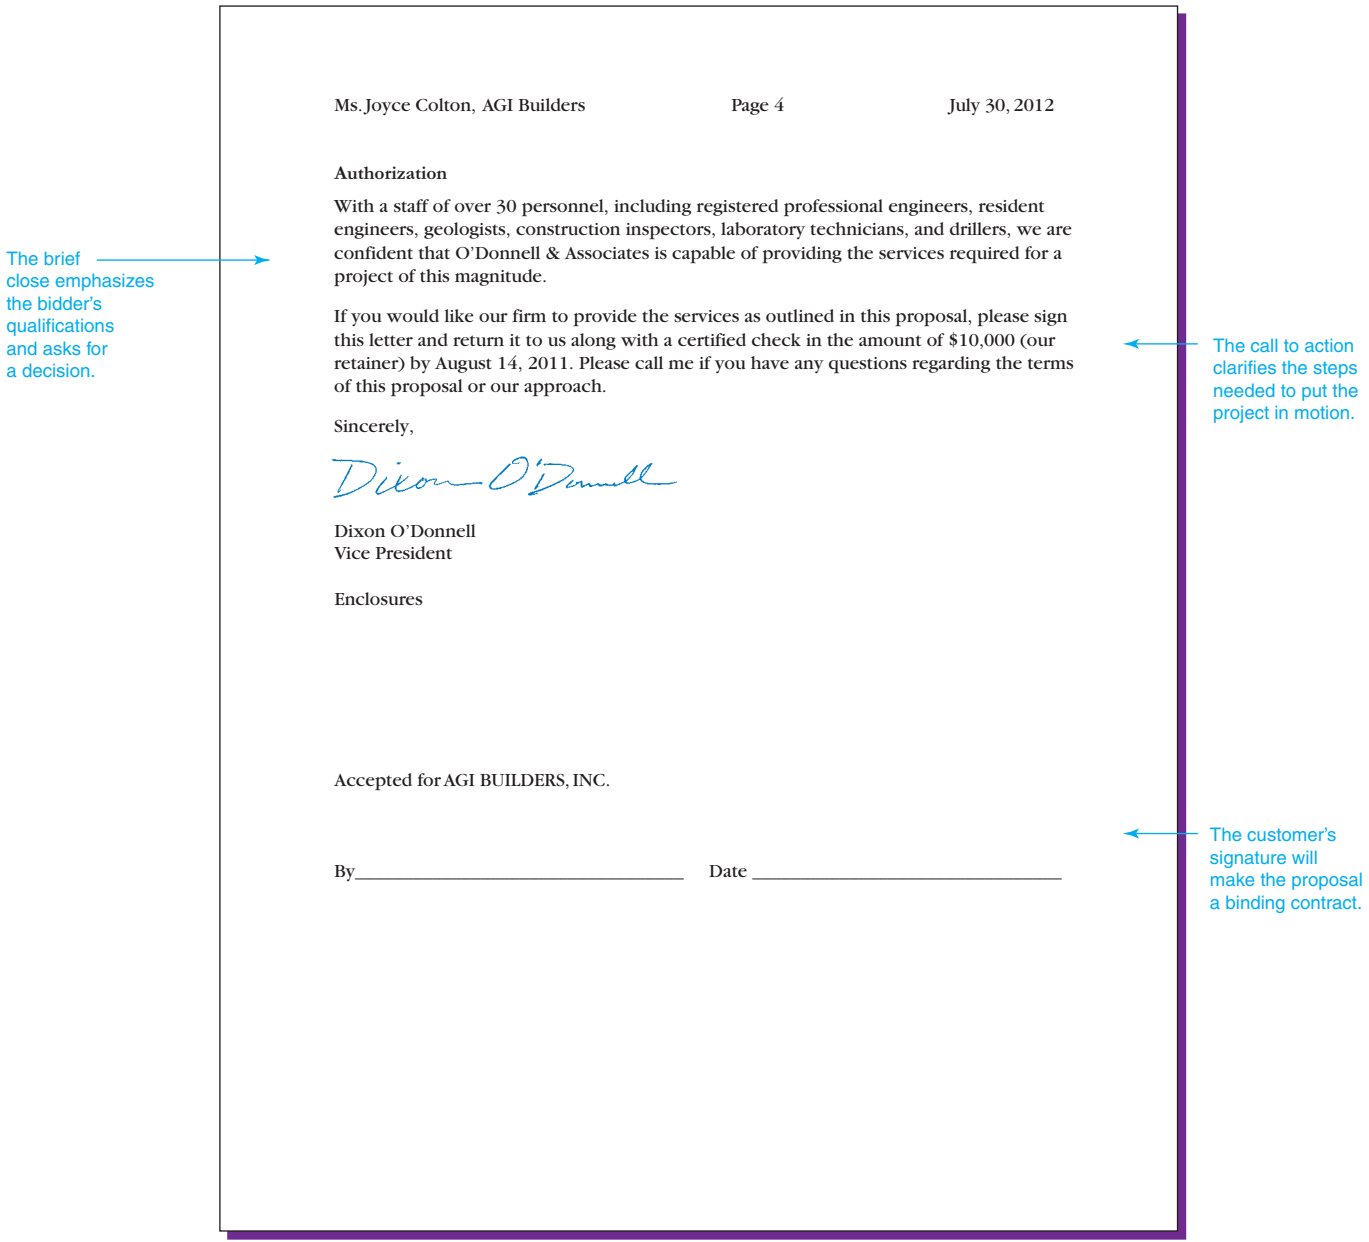 Ms. Joyce Colton, AGI Builders Page 4 July 30, 2012
Authorization
With a staff of over 30 personnel, including registered professional engineers, resident
engineers, geologists, construction inspectors, laboratory technicians, and drillers, we are
confident that O'Donnell & Associates is capable of providing the services required for a
project of this magnitude.
The brief
close emphasizes
the bidder's
qualifications
and asks for
a decision.
If you would like our firm to provide the services as outlined in this proposal, please sign
this letter and return it to us along with a certified check in the amount of $10,000 (our
retainer) by August 14, 2011. Please call me if you have any questions regarding the terms
of this proposal or our approach.
The call to action
clarifies the steps
needed to put the
project in motion.
Sincerely,
Dixon O'Donnell
Dixon O'Donnell
Vice President
Enclosures
Accepted for AGI BUILDERS, INC.
By Date
The customer's
signature will
make the proposal
a binding contract.